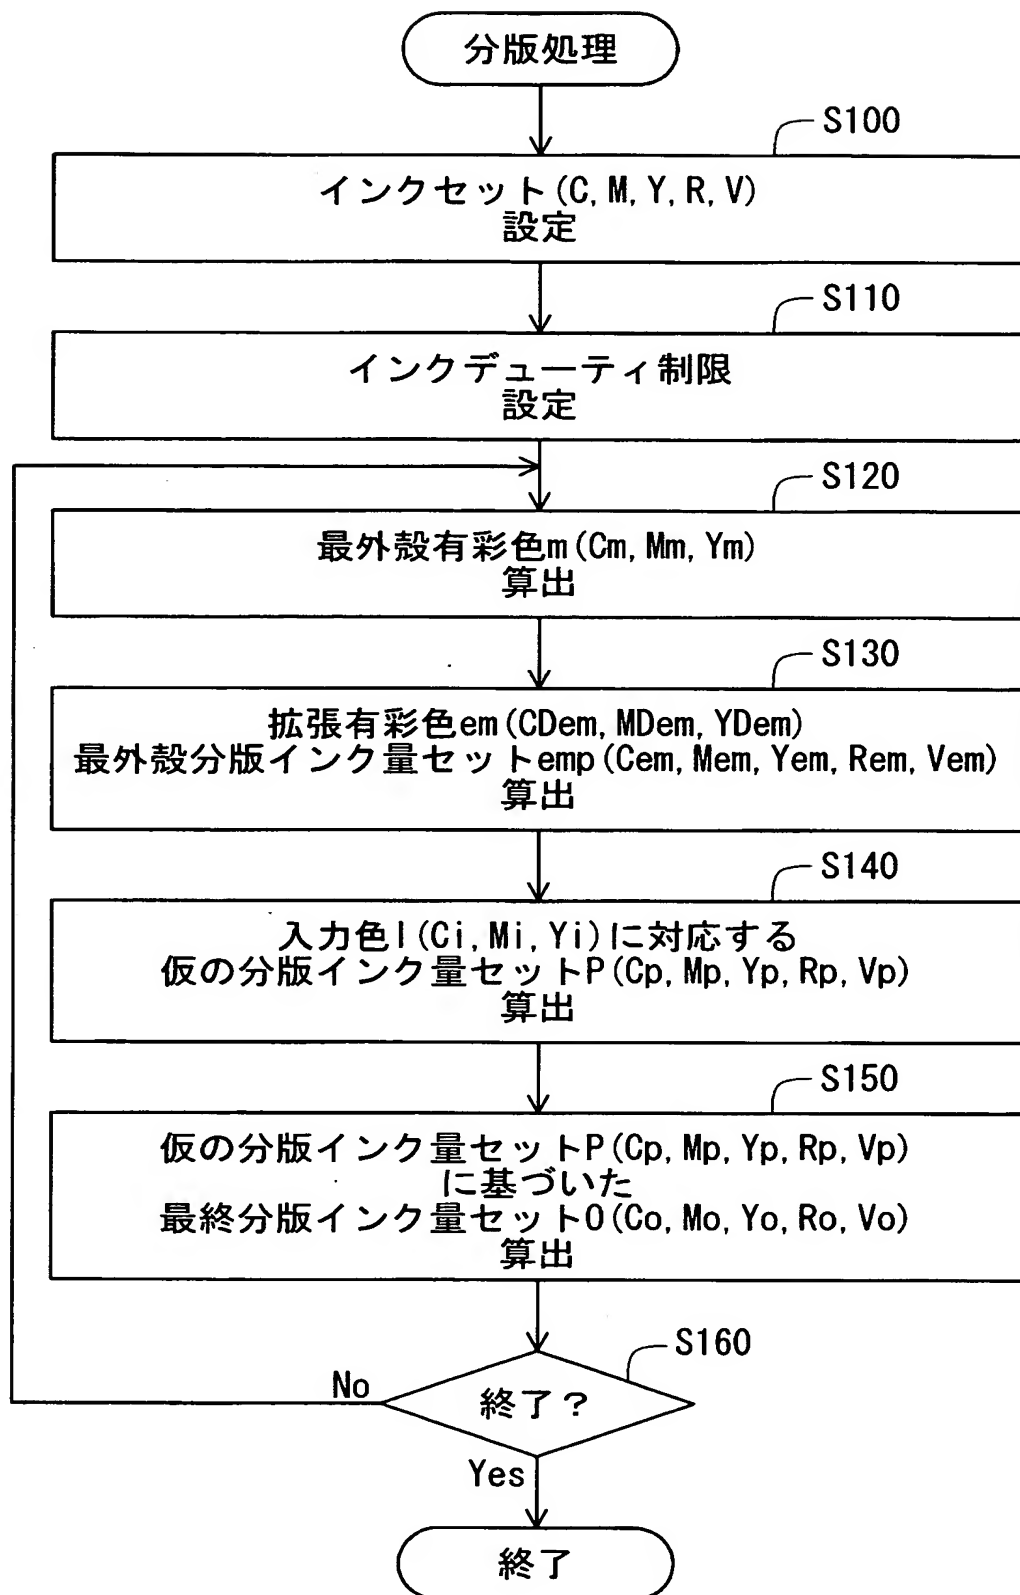 分版処理
S100
インクセット(C,M,Y,R,V)
設定
S110
インクデューティ制限
設定
S120
最外殻有彩色m(Cm,Mm,Ym)
算出
S130
拡張有彩色em(CDem,MDem,YDem)
最外殻分版インク量セットemp(Cem,Mem,Yem,Rem,Vem)
算出
S140
入力色I(Ci,Mi,Yi)に対応する
仮の分版インク量セットP(Cp,Mp,Yp,Rp,Vp)
算出
S150
仮の分版インク量セットP(Cp,Mp,Yp,Rp,Vp)
に基づいた
最終分版インク量セットO(Co,Mo,Yo,Ro,Vo)
算出
S160
No
終了？
Yes
終了